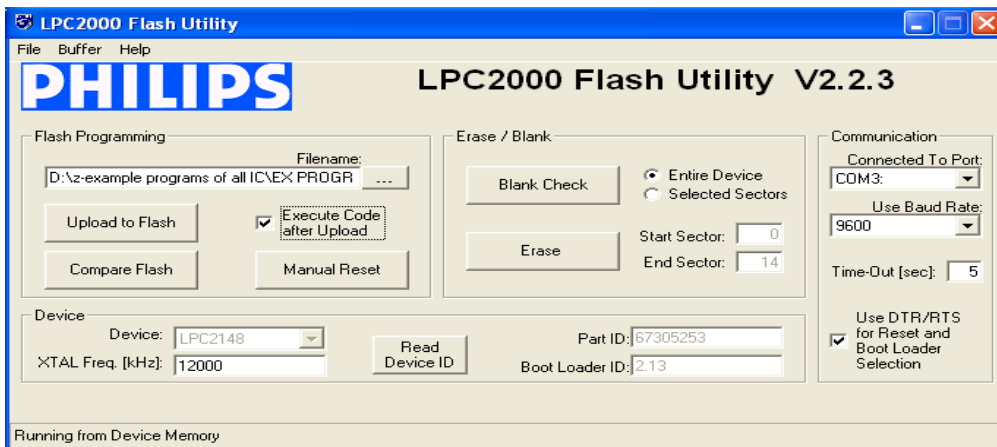 LPC2000 Flash Utility
File Buffer Help
PHILIPS
LPC2000 Flash Utility V2.2.3
Flash Programming
Filename:
D:\z-example programs of all IC\EX PROGR ...
Upload to Flash
Execute Code
after Upload
Compare Flash
Manual Reset
Erase / Blank
Blank Check
Entire Device
Selected Sectors
Erase
Start Sector: 0
End Sector: 14
Communication
Connected To Port:
COM3:
Use Baud Rate:
9600
Time-Out [sec]: 5
Use DTR/RTS
for Reset and
Boot Loader
Selection
Device
Device: LPC2148
XTAL Freq. [kHz]: 12000
Read
Device ID
Part ID: 67305253
Boot Loader ID: 2.13
Running from Device Memory